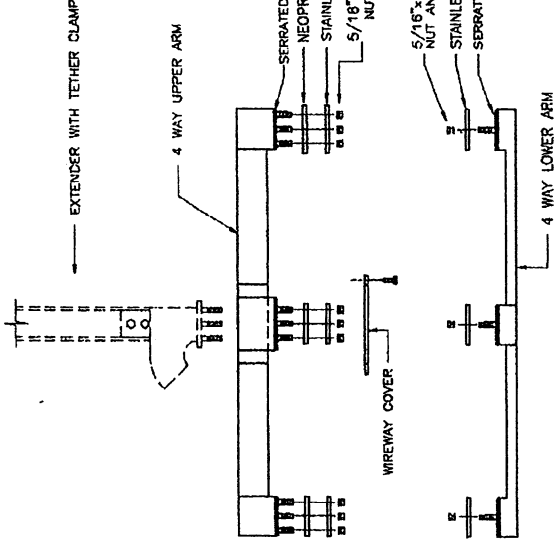 EXTENDER WITH TETHER CLAMP
4 WAY UPPER ARM
SERRATED
NEOPR
STAINL
5/16"
NUT
WIREWAY COVER
5/16"x
NUT AN
STAINLE
SERRAT
4 WAY LOWER ARM